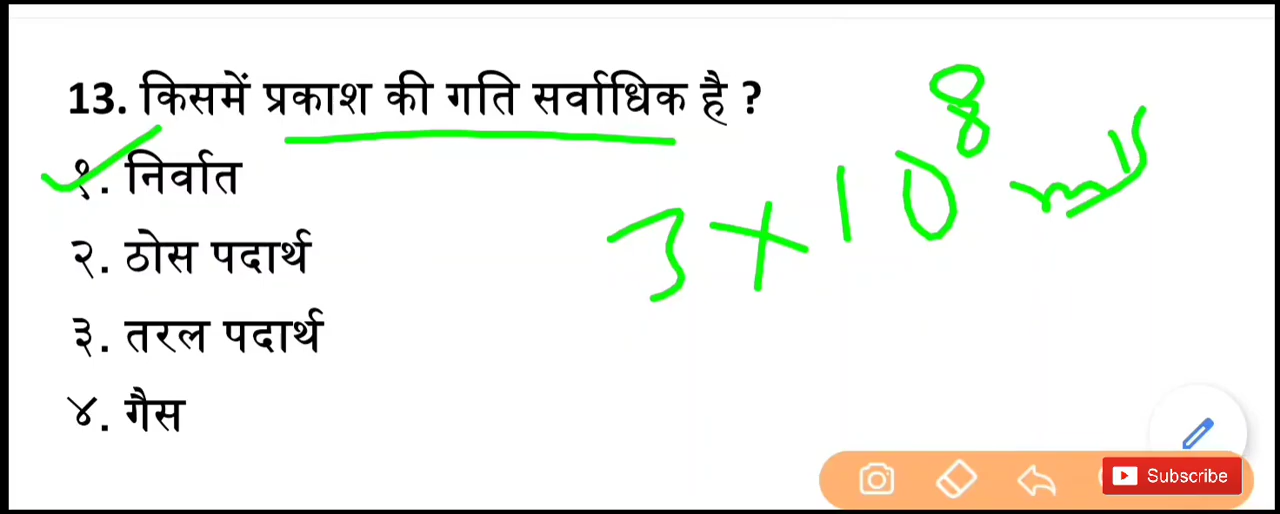 13. किसमें प्रकाश की गति सर्वाधिक है ?
१. निर्वात
२. ठोस पदार्थ
३. तरल पदार्थ
४. गैस
3 × 10⁸ m/s
Subscribe